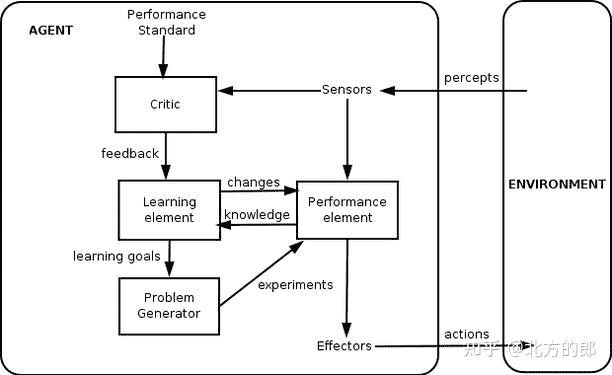 Performance
Standard
AGENT
Critic
Sensors
percepts
feedback
Learning
element
changes
knowledge
Performance
element
ENVIRONMENT
learning goals
experiments
Problem
Generator
Effectors
actions
知乎 @北方的郎